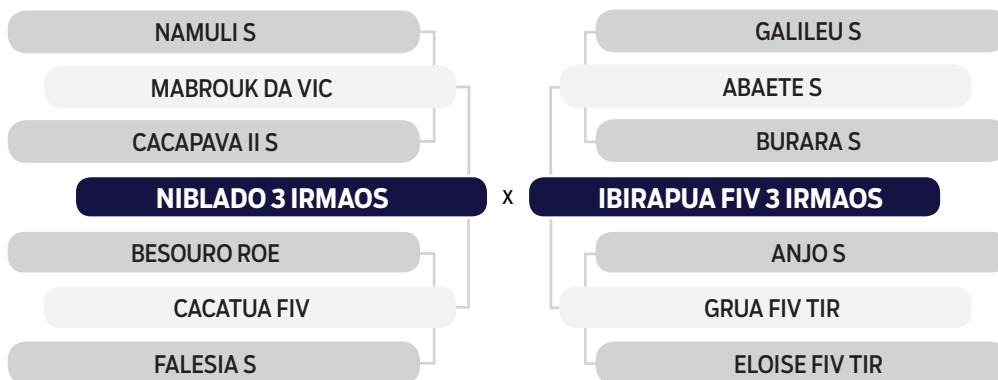 NAMULI S
GALILEU S
MABROUK DA VIC
ABAETE S
CACAPAVA II S
BURARA S
NIBLADO 3 IRMAOS x IBIRAPUA FIV 3 IRMAOS
BESOURO ROE
ANJO S
CACATUA FIV
GRUA FIV TIR
FALESIA S
ELOISE FIV TIR